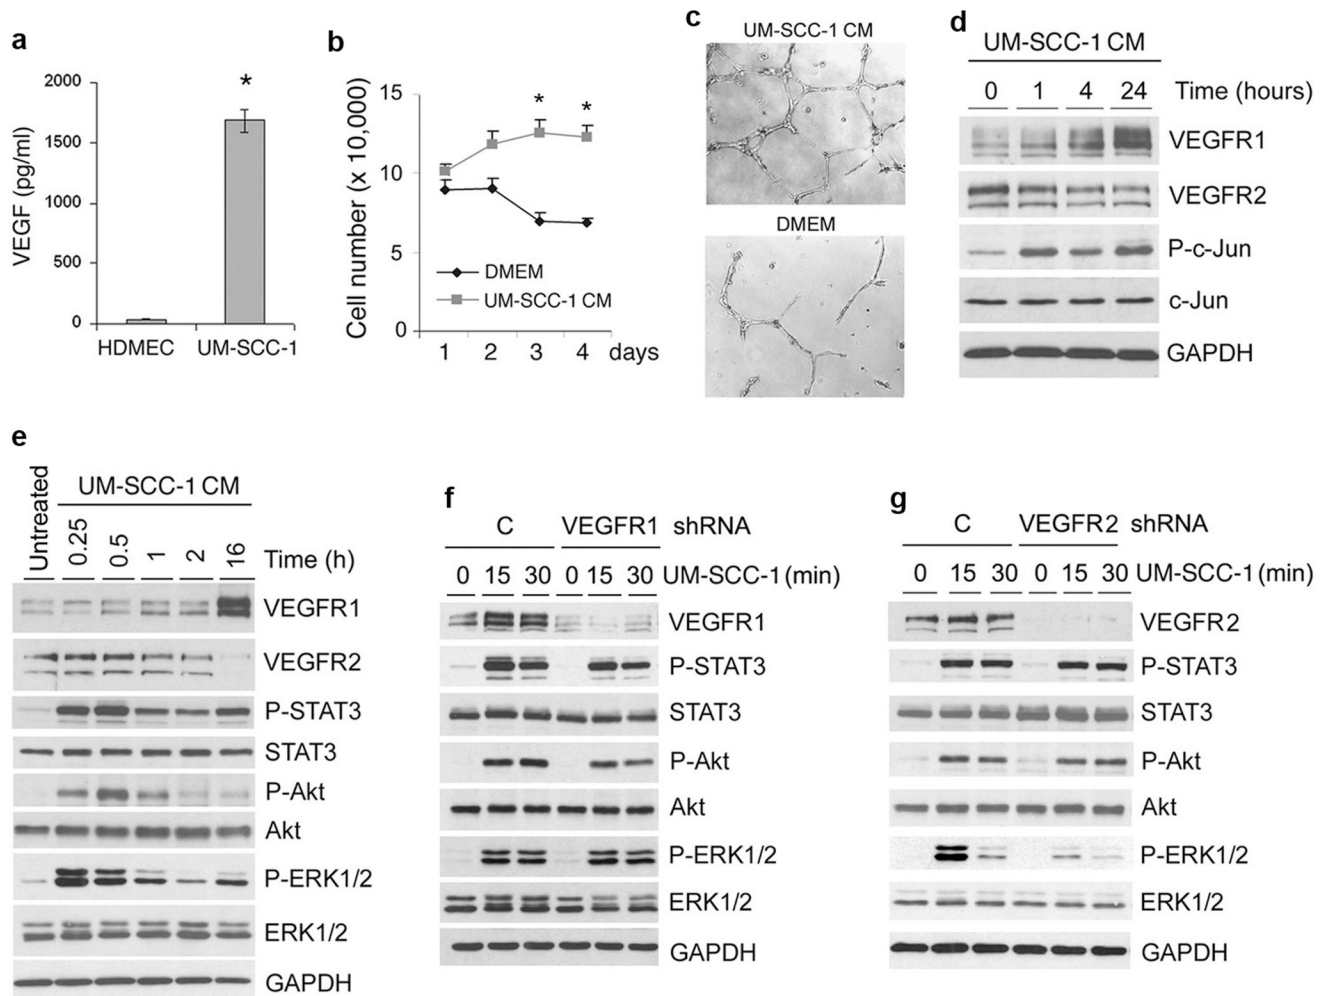 a
2000
1500
1000
500
0
VEGF (pg/ml)
*
HDMEC UM-SCC-1
b
15
10
5
0
Cell number (x 10,000)
* *
DMEM
UM-SCC-1 CM
1 2 3 4 days
c
UM-SCC-1 CM
DMEM
d
UM-SCC-1 CM
0 1 4 24 Time (hours)
VEGFR1
VEGFR2
P-c-Jun
c-Jun
GAPDH
e
UM-SCC-1 CM
Untreated 0.25 0.5 1 2 16 Time (h)
VEGFR1
VEGFR2
P-STAT3
STAT3
P-Akt
Akt
P-ERK1/2
ERK1/2
GAPDH
f
C VEGFR1 shRNA
0 15 30 0 15 30 UM-SCC-1 (min)
VEGFR1
P-STAT3
STAT3
P-Akt
Akt
P-ERK1/2
ERK1/2
GAPDH
g
C VEGFR2 shRNA
0 15 30 0 15 30 UM-SCC-1 (min)
VEGFR2
P-STAT3
STAT3
P-Akt
Akt
P-ERK1/2
ERK1/2
GAPDH